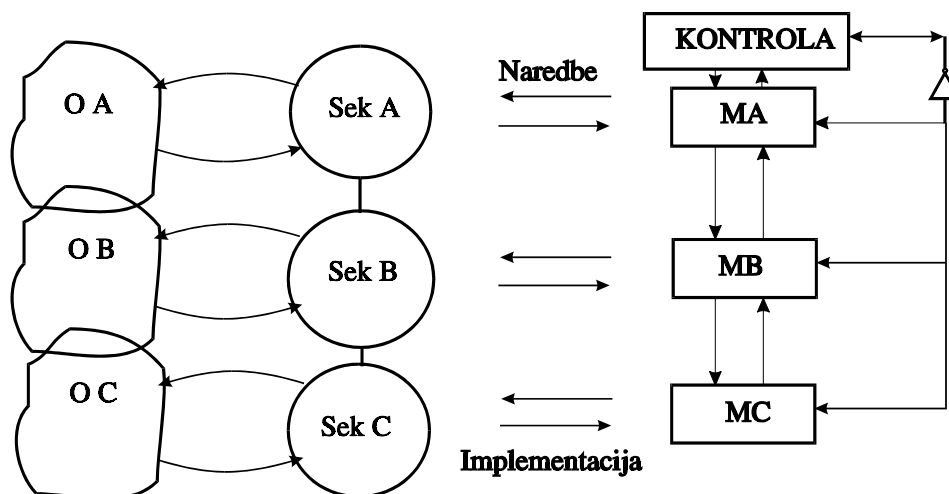 KONTROLA
Naredbe
O A
Sek A
MA
O B
Sek B
MB
O C
Sek C
MC
Implementacija